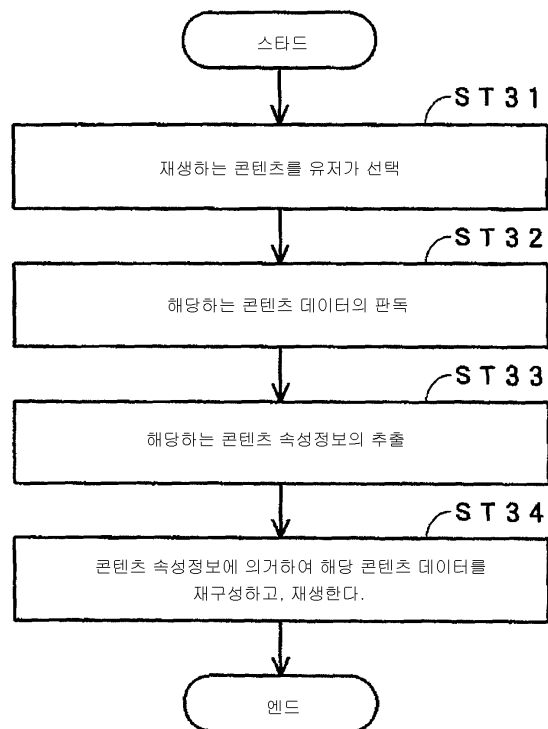 스타드
ST31
재생하는 콘텐츠를 유저가 선택
ST32
해당하는 콘텐츠 데이터의 판독
ST33
해당하는 콘텐츠 속성정보의 추출
ST34
콘텐츠 속성정보에 의거하여 해당 콘텐츠 데이터를
재구성하고, 재생한다.
엔드